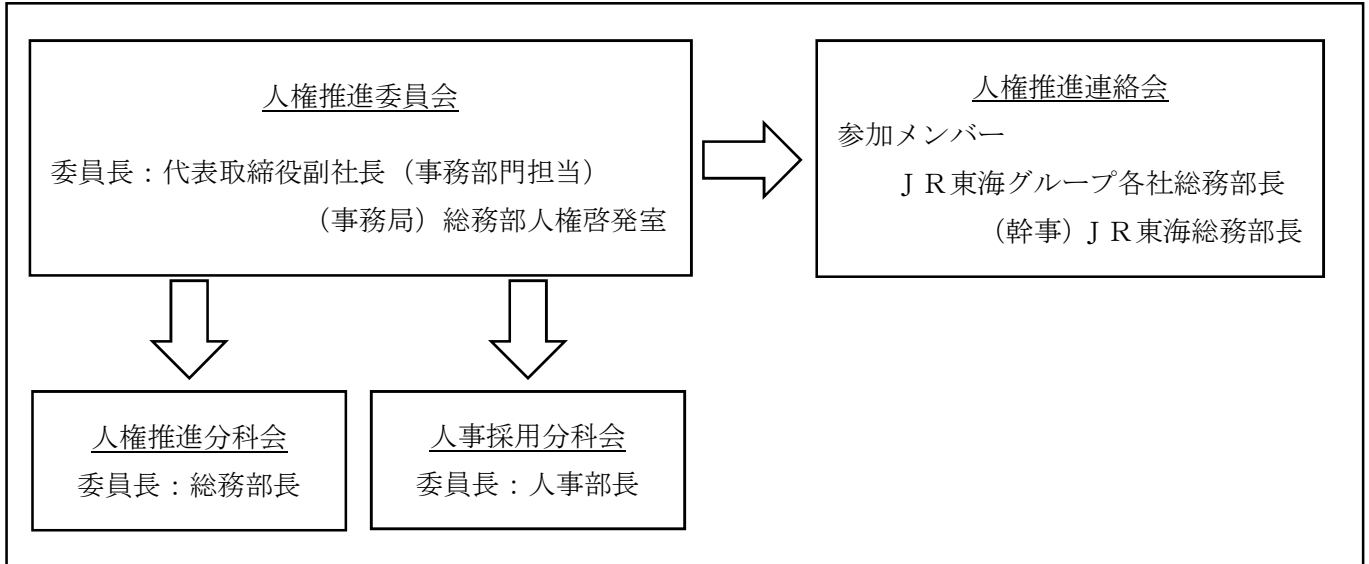 人権推進委員会
委員長：代表取締役副社長（事務部門担当）
（事務局）総務部人権啓発室
人権推進連絡会
参加メンバー
ＪＲ東海グループ各社総務部長
（幹事）ＪＲ東海総務部長
人権推進分科会
委員長：総務部長
人事採用分科会
委員長：人事部長